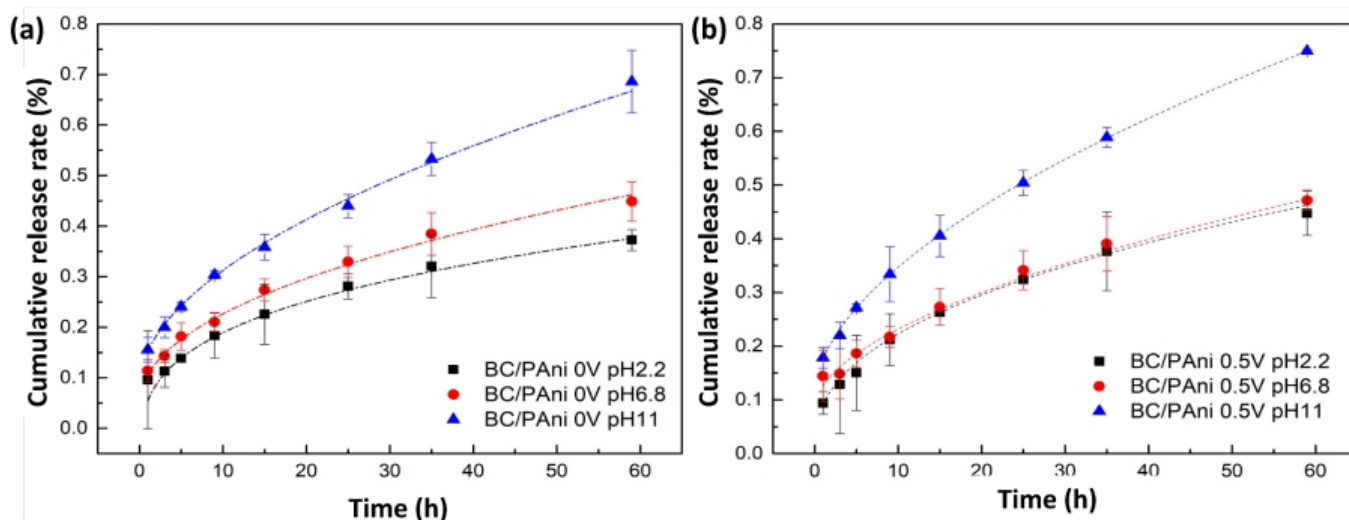 (a)
Cumulative release rate (%)
0.8
0.7
0.6
0.5
0.4
0.3
0.2
0.1
0.0
BC/PAni 0V pH2.2
BC/PAni 0V pH6.8
BC/PAni 0V pH11
0 10 20 30 40 50 60
Time (h)
(b)
Cumulative release rate (%)
0.8
0.7
0.6
0.5
0.4
0.3
0.2
0.1
0.0
BC/PAni 0.5V pH2.2
BC/PAni 0.5V pH6.8
BC/PAni 0.5V pH11
0 10 20 30 40 50 60
Time (h)